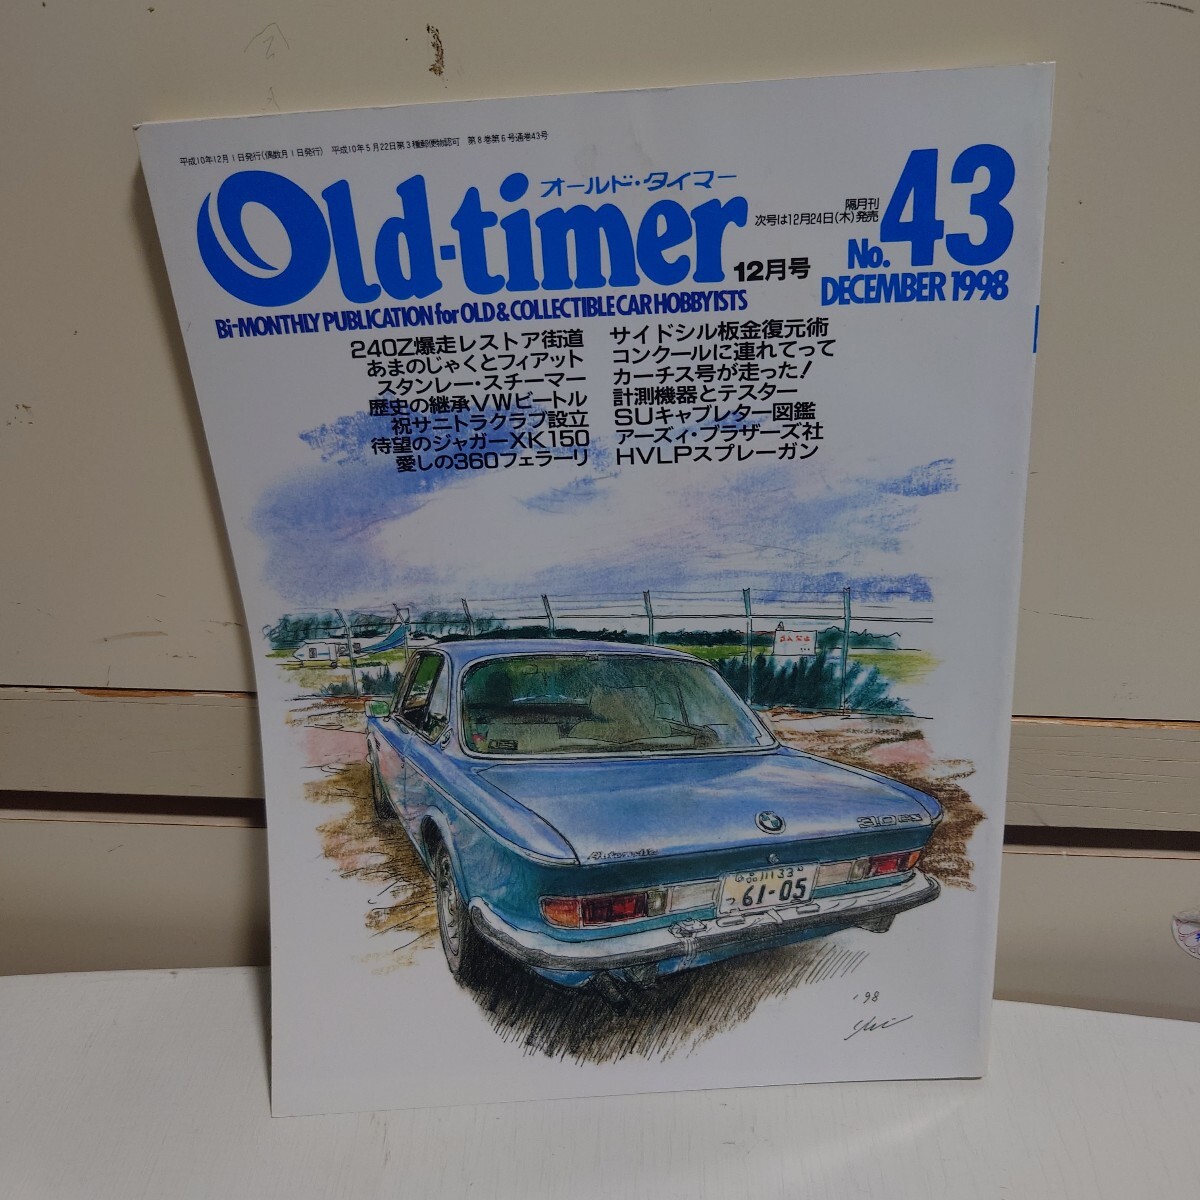 平成10年12月1日発行(偶数月1日発行) 平成10年5月22日第3種郵便物認可 第8巻第6号通巻43号
オールド・タイマー
Old-timer
12月号
隔月刊
次号は12月24日(木)発売
No.43
DECEMBER 1998
Bi-MONTHLY PUBLICATION for OLD & COLLECTIBLE CAR HOBBYISTS
240Z爆走レストア街道
あまのじゃくとフィアット
スタンレー・スチーマー
歴史の継承VWビートル
祝サニトラクラブ設立
待望のジャガーXK150
愛しの360フェラーリ
サイドシル板金復元術
コンクールに連れてって
カーチス号が走った!
計測機器とテスター
SUキャブレター図鑑
アーズィ・ブラザーズ社
HVLPスプレーガン
3.0CS
Automatic
品川33
61-05
'98